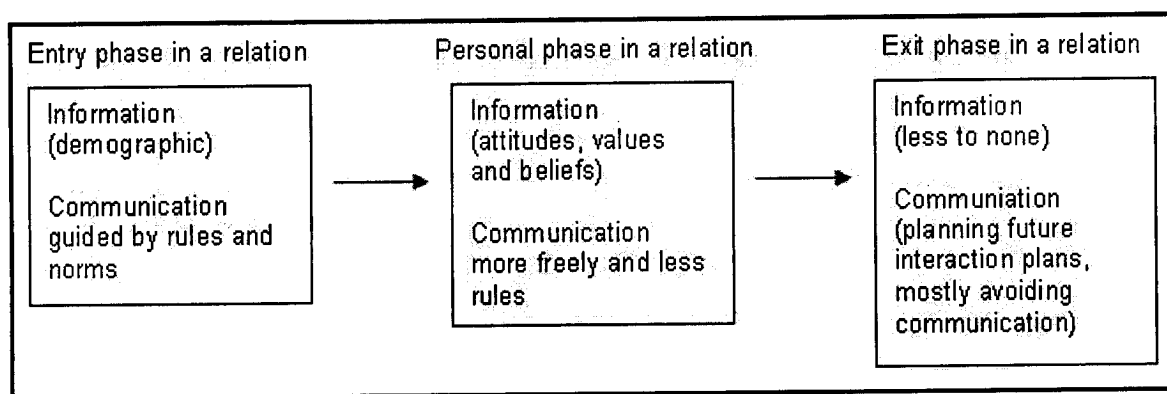 Entry phase in a relation
Information
(demographic)
Communication
guided by rules and
norms
Personal phase in a relation
Information
(attitudes, values
and beliefs)
Communication
more freely and less
rules
Exit phase in a relation
Information
(less to none)
Communiation
(planning future
interaction plans,
mostly avoiding
communication)